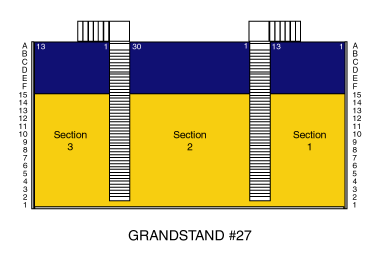 A 13 1 30 1 13 1 A
B B
C C
D D
E E
F F
15 15
14 14
13 13
12 12
11 11
10 Section Section Section 10
9 3 2 1 9
8 8
7 7
6 6
5 5
4 4
3 3
2 2
1 1
GRANDSTAND #27